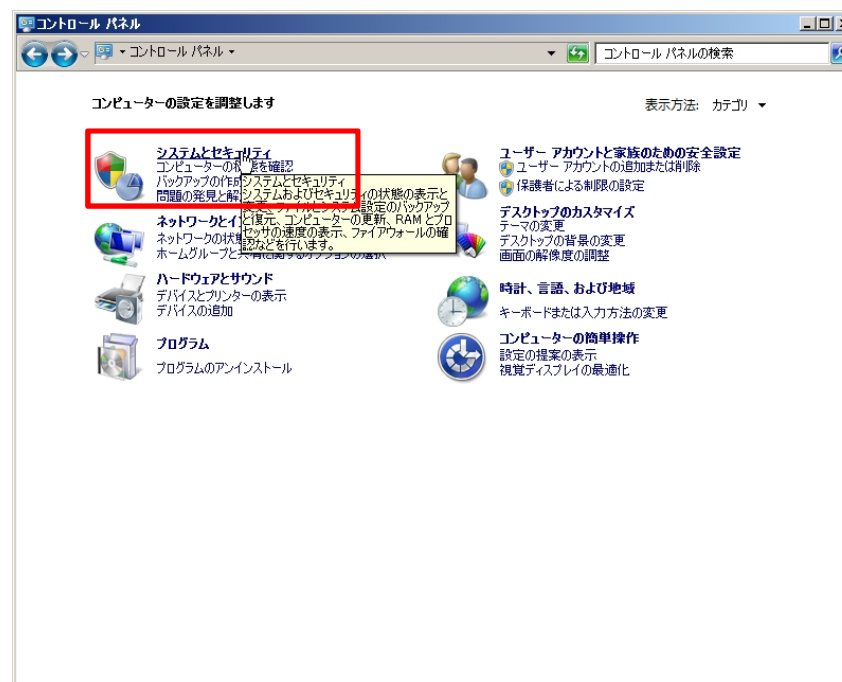 コントロール パネル
コントロール パネル
コントロール パネルの検索
コンピューターの設定を調整します
表示方法: カテゴリ
システムとセキュリティ
コンピューターの状態を確認
バックアップの作成
問題の発見と解
システムとセキュリティ
システムおよびセキュリティの状態の表示と
変更、ファイルとシステム設定のバックアップ
と復元、コンピューターの更新、RAM とプロ
セッサの速度の表示、ファイアウォールの確
認などを行います。
ネットワークとイ
ネットワークの状
ホームグループと共有に関するオプションの選択
ハードウェアとサウンド
デバイスとプリンターの表示
デバイスの追加
プログラム
プログラムのアンインストール
ユーザー アカウントと家族のための安全設定
ユーザー アカウントの追加または削除
保護者による制限の設定
デスクトップのカスタマイズ
テーマの変更
デスクトップの背景の変更
画面の解像度の調整
時計、言語、および地域
キーボードまたは入力方法の変更
コンピューターの簡単操作
設定の提案の表示
視覚ディスプレイの最適化